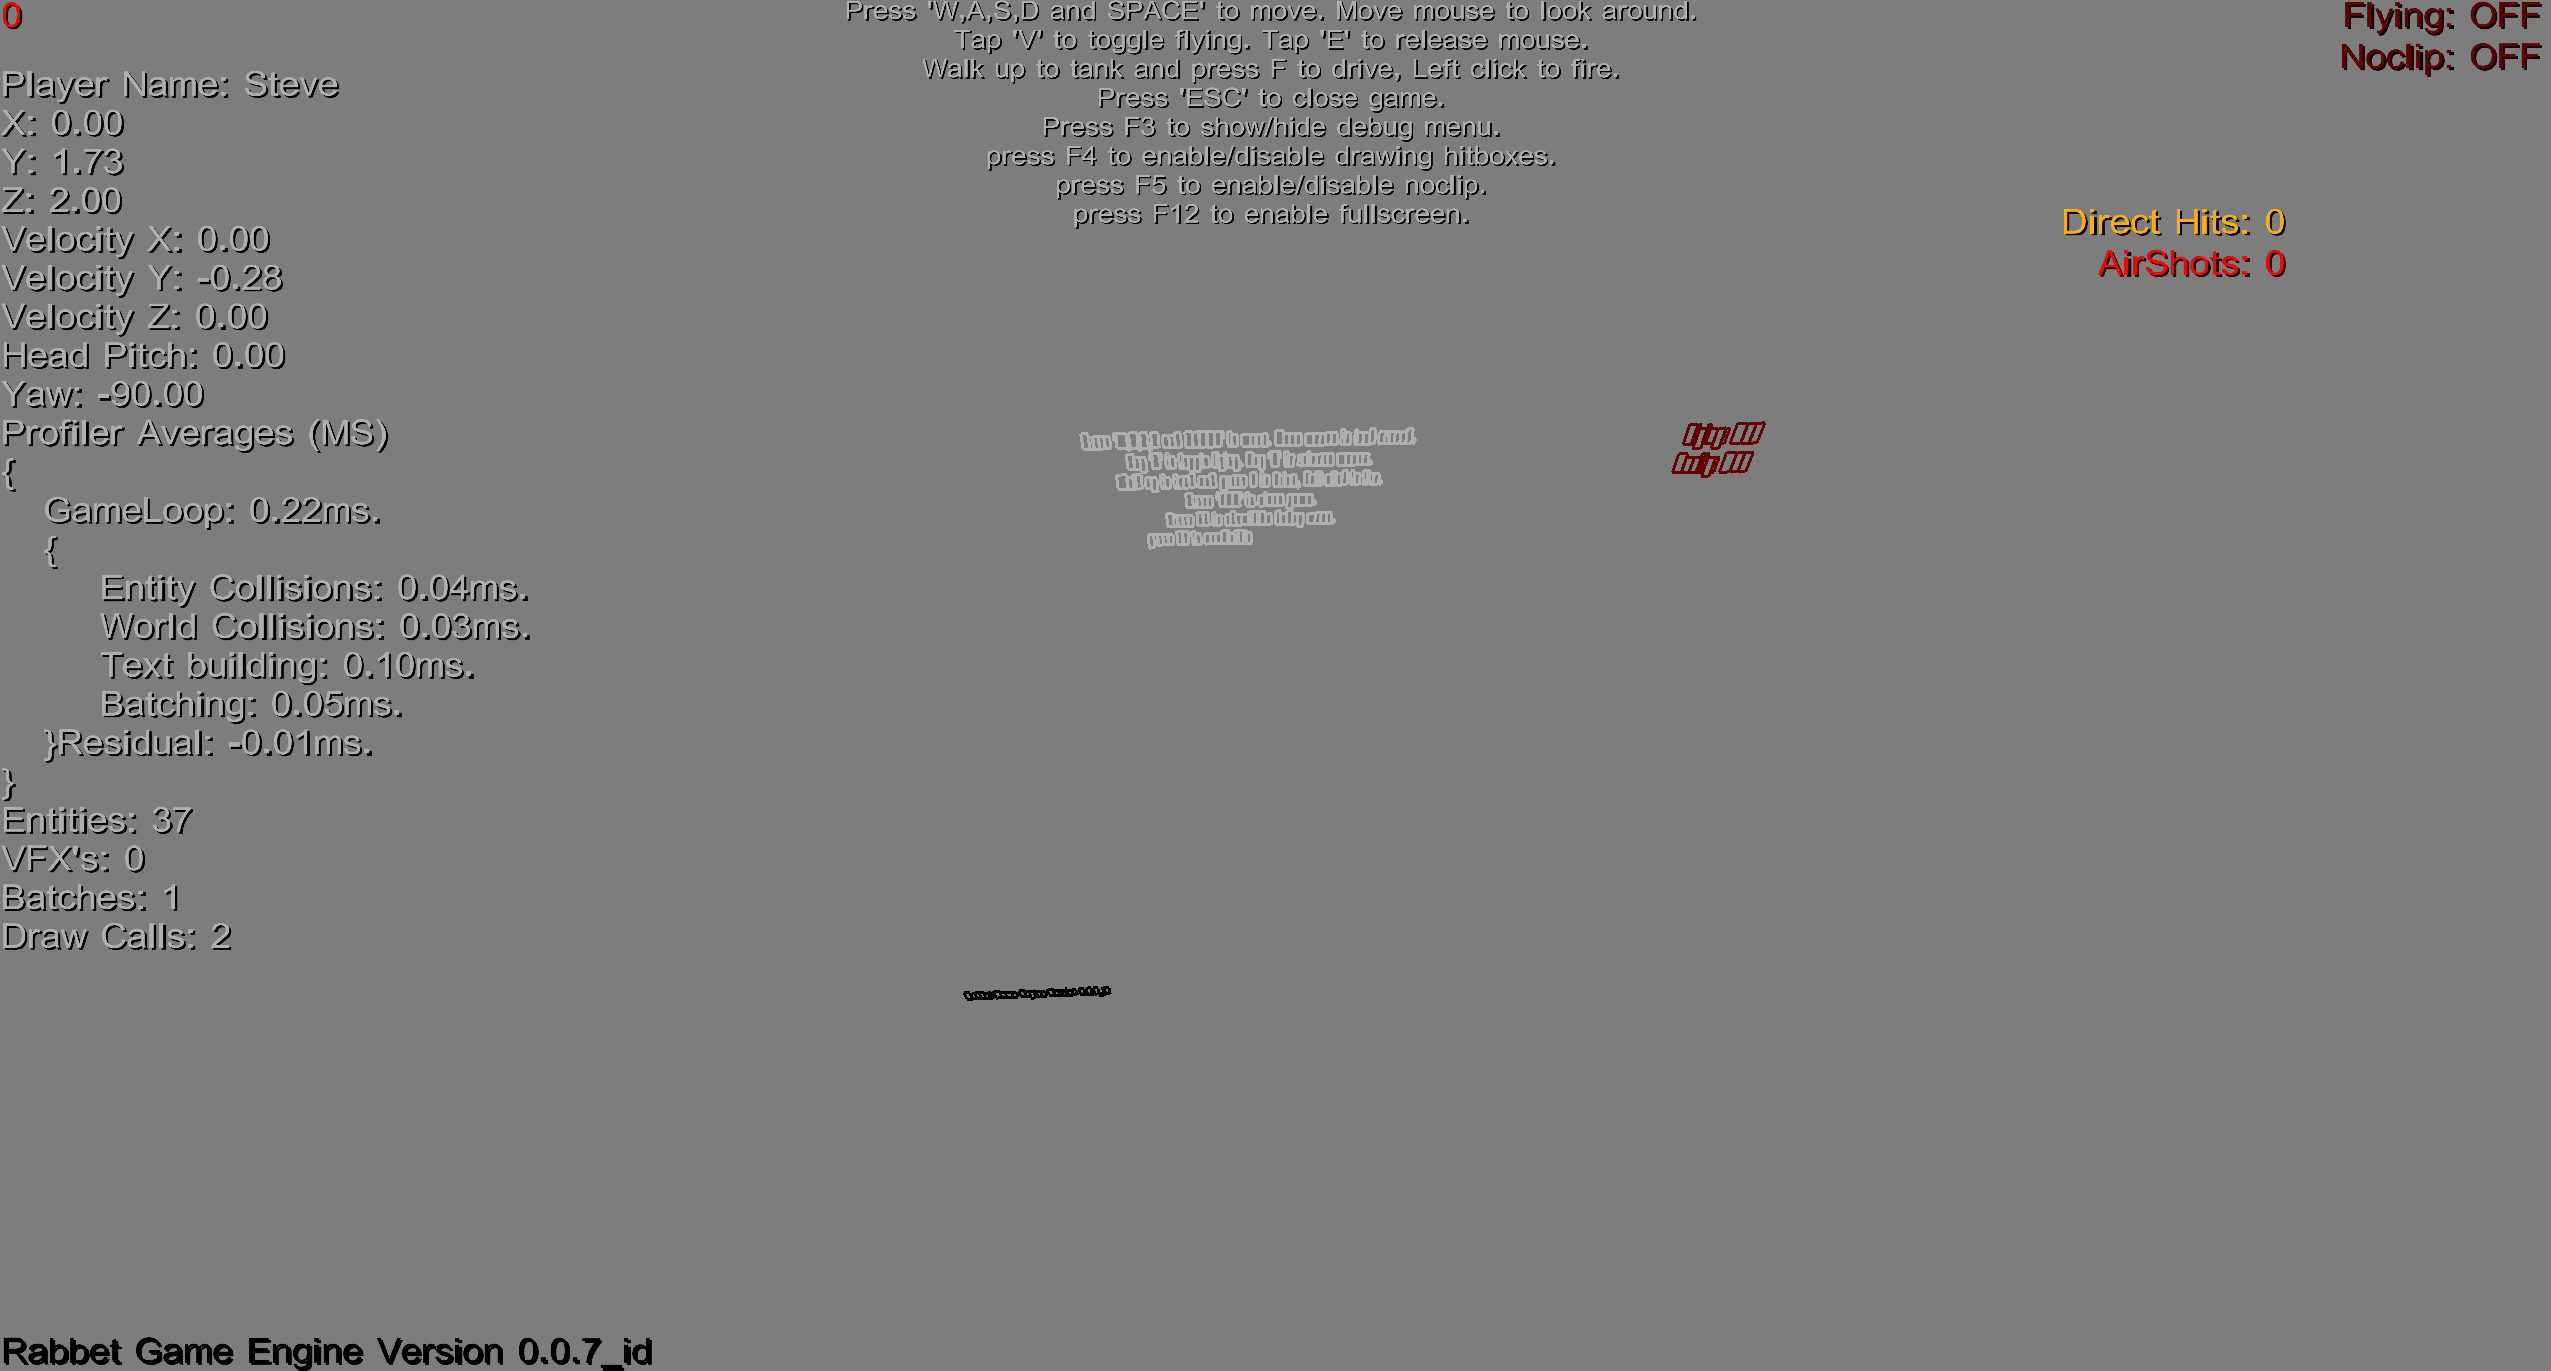 0
Player Name: Steve
X: 0.00
Y: 1.73
Z: 2.00
Velocity X: 0.00
Velocity Y: -0.28
Velocity Z: 0.00
Head Pitch: 0.00
Yaw: -90.00
Profiler Averages (MS)
{
GameLoop: 0.22ms.
{
Entity Collisions: 0.04ms.
World Collisions: 0.03ms.
Text building: 0.10ms.
Batching: 0.05ms.
}Residual: -0.01ms.
}
Entities: 37
VFX's: 0
Batches: 1
Draw Calls: 2
Press 'W,A,S,D and SPACE' to move. Move mouse to look around.
Tap 'V' to toggle flying. Tap 'E' to release mouse.
Walk up to tank and press F to drive, Left click to fire.
Press 'ESC' to close game.
Press F3 to show/hide debug menu.
press F4 to enable/disable drawing hitboxes.
press F5 to enable/disable noclip.
press F12 to enable fullscreen.
Flying: OFF
Noclip: OFF
Direct Hits: 0
AirShots: 0
Rabbet Game Engine Version 0.0.7_id